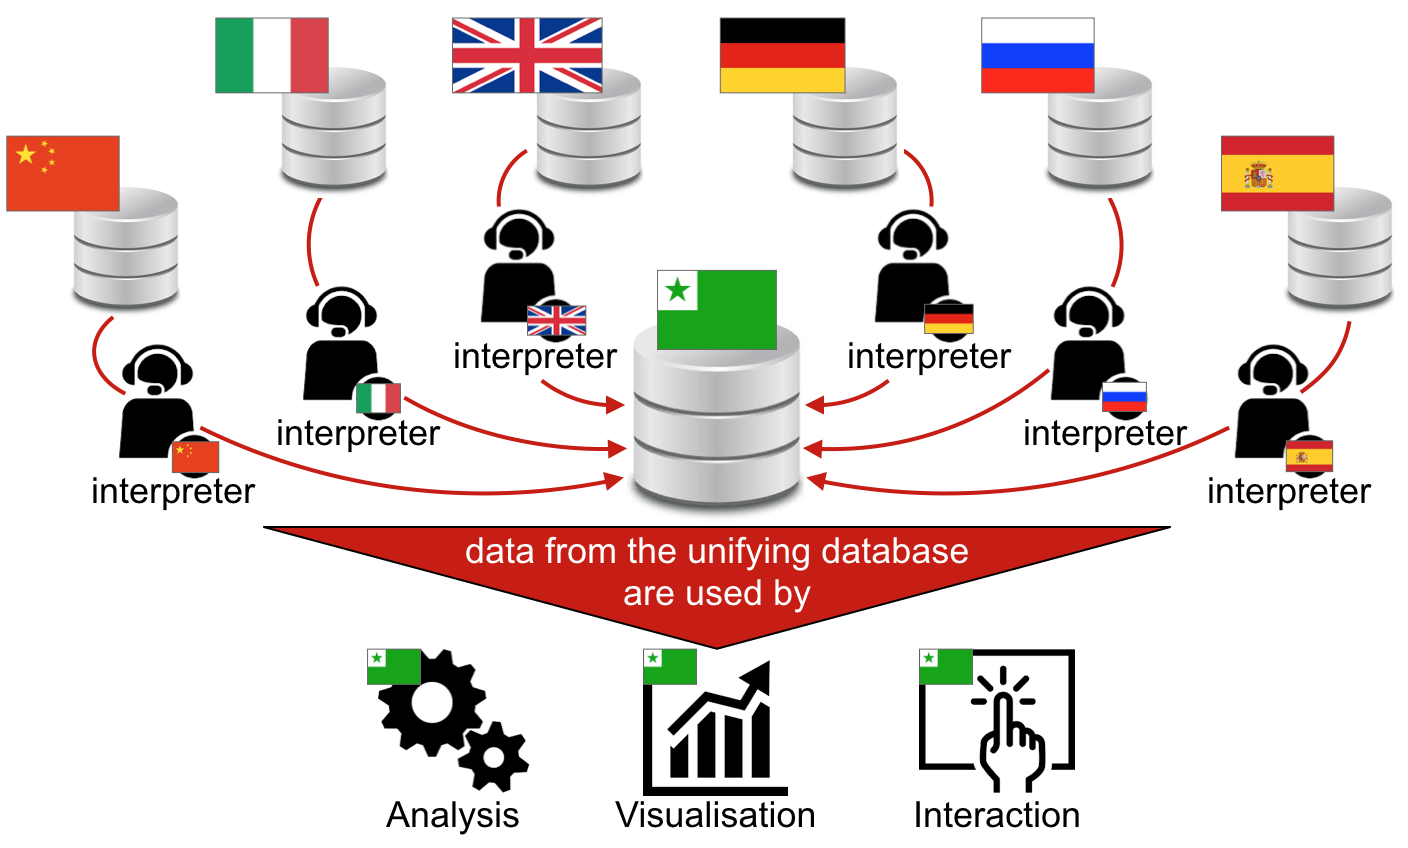 interpreter
interpreter
interpreter
interpreter
interpreter
interpreter
data from the unifying database
are used by
Analysis
Visualisation
Interaction